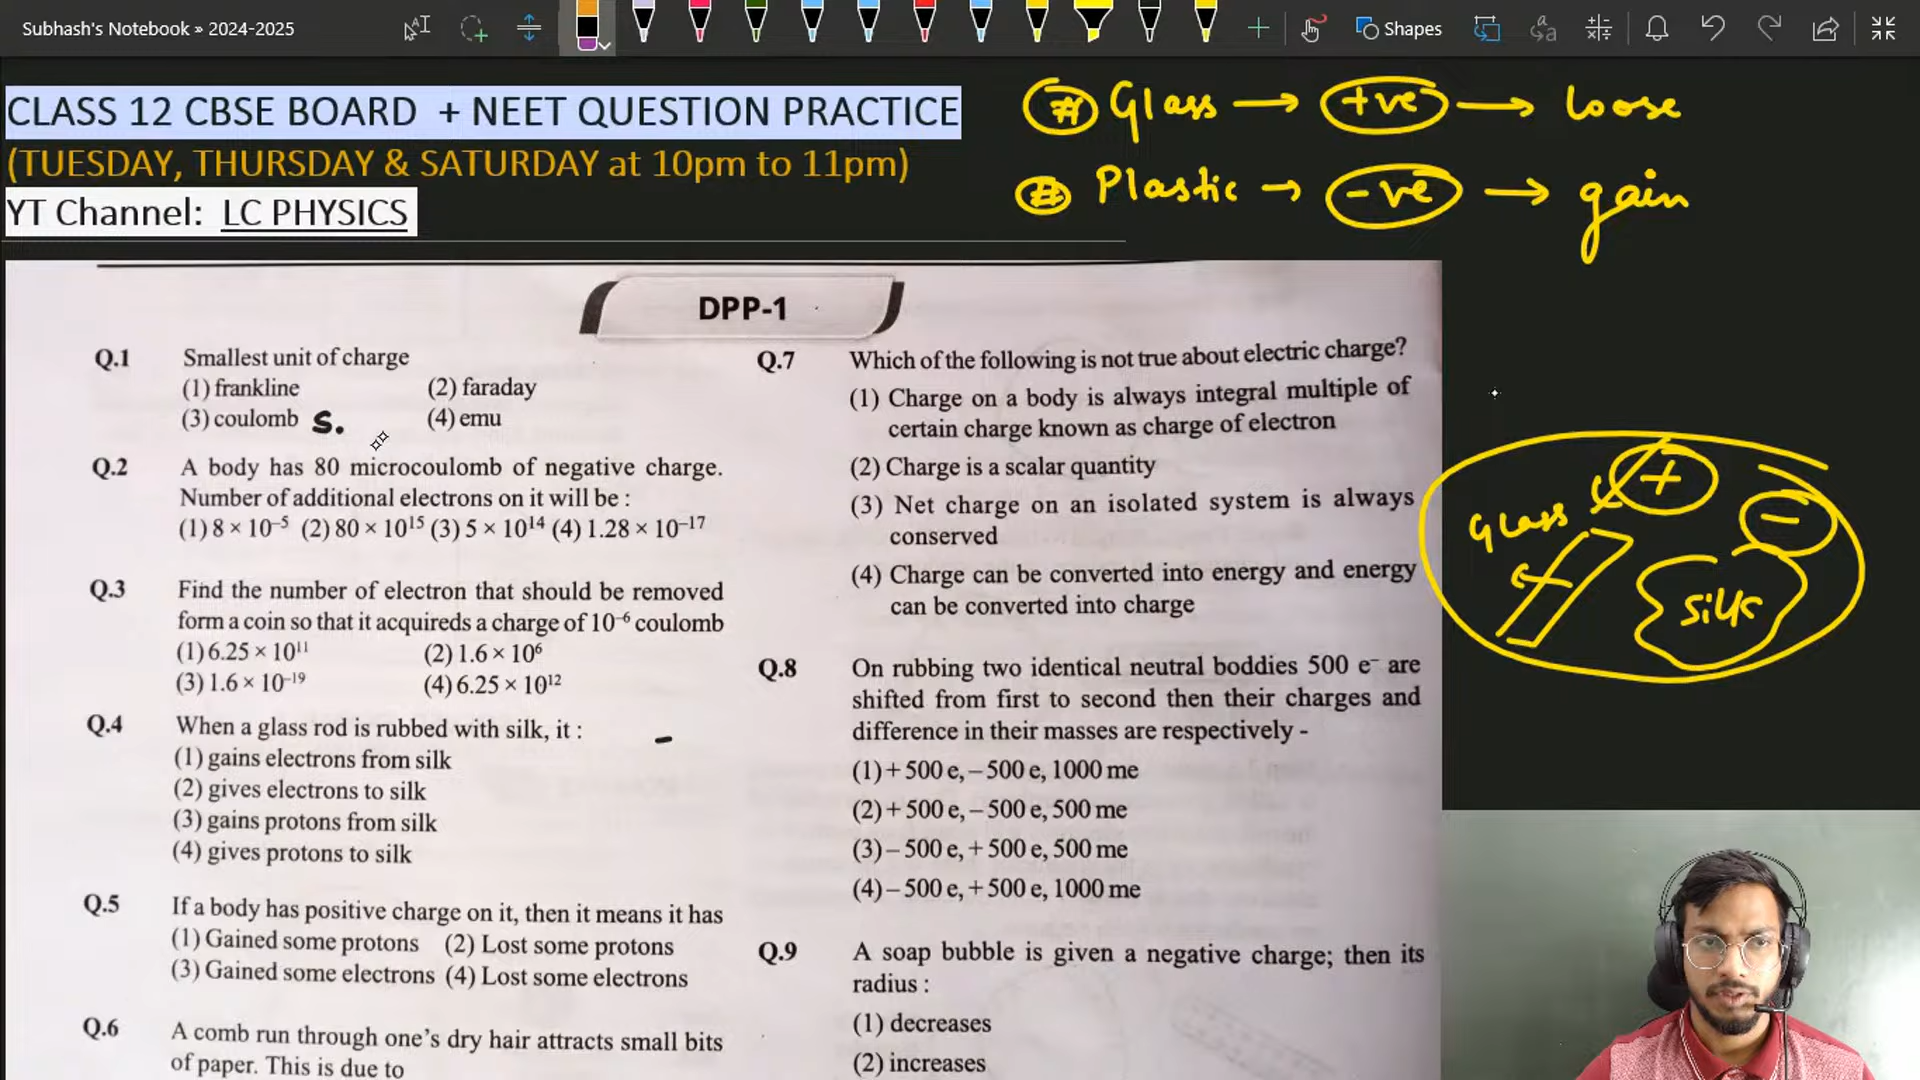 Subhash's Notebook » 2024-2025
Shapes
CLASS 12 CBSE BOARD + NEET QUESTION PRACTICE
(TUESDAY, THURSDAY & SATURDAY at 10pm to 11pm)
YT Channel: LC PHYSICS
# Glass → +ve → loose
# Plastic → -ve → gain
DPP-1
Q.1 Smallest unit of charge
(1) frankline (2) faraday
(3) coulomb S. (4) emu
Q.2 A body has 80 microcoulomb of negative charge.
Number of additional electrons on it will be :
(1) 8 × 10⁻⁵ (2) 80 × 10¹⁵ (3) 5 × 10¹⁴ (4) 1.28 × 10⁻¹⁷
Q.3 Find the number of electron that should be removed
form a coin so that it acquireds a charge of 10⁻⁶ coulomb
(1) 6.25 × 10¹¹ (2) 1.6 × 10⁶
(3) 1.6 × 10⁻¹⁹ (4) 6.25 × 10¹²
Q.4 When a glass rod is rubbed with silk, it : -
(1) gains electrons from silk
(2) gives electrons to silk
(3) gains protons from silk
(4) gives protons to silk
Q.5 If a body has positive charge on it, then it means it has
(1) Gained some protons (2) Lost some protons
(3) Gained some electrons (4) Lost some electrons
Q.6 A comb run through one's dry hair attracts small bits
of paper. This is due to
Q.7 Which of the following is not true about electric charge?
(1) Charge on a body is always integral multiple of
certain charge known as charge of electron
(2) Charge is a scalar quantity
(3) Net charge on an isolated system is always
conserved
(4) Charge can be converted into energy and energy
can be converted into charge
Q.8 On rubbing two identical neutral boddies 500 e⁻ are
shifted from first to second then their charges and
difference in their masses are respectively -
(1) + 500 e, – 500 e, 1000 me
(2) + 500 e, – 500 e, 500 me
(3) – 500 e, + 500 e, 500 me
(4) – 500 e, + 500 e, 1000 me
Q.9 A soap bubble is given a negative charge; then its
radius :
(1) decreases
(2) increases
+
-
Glass
+
Silk